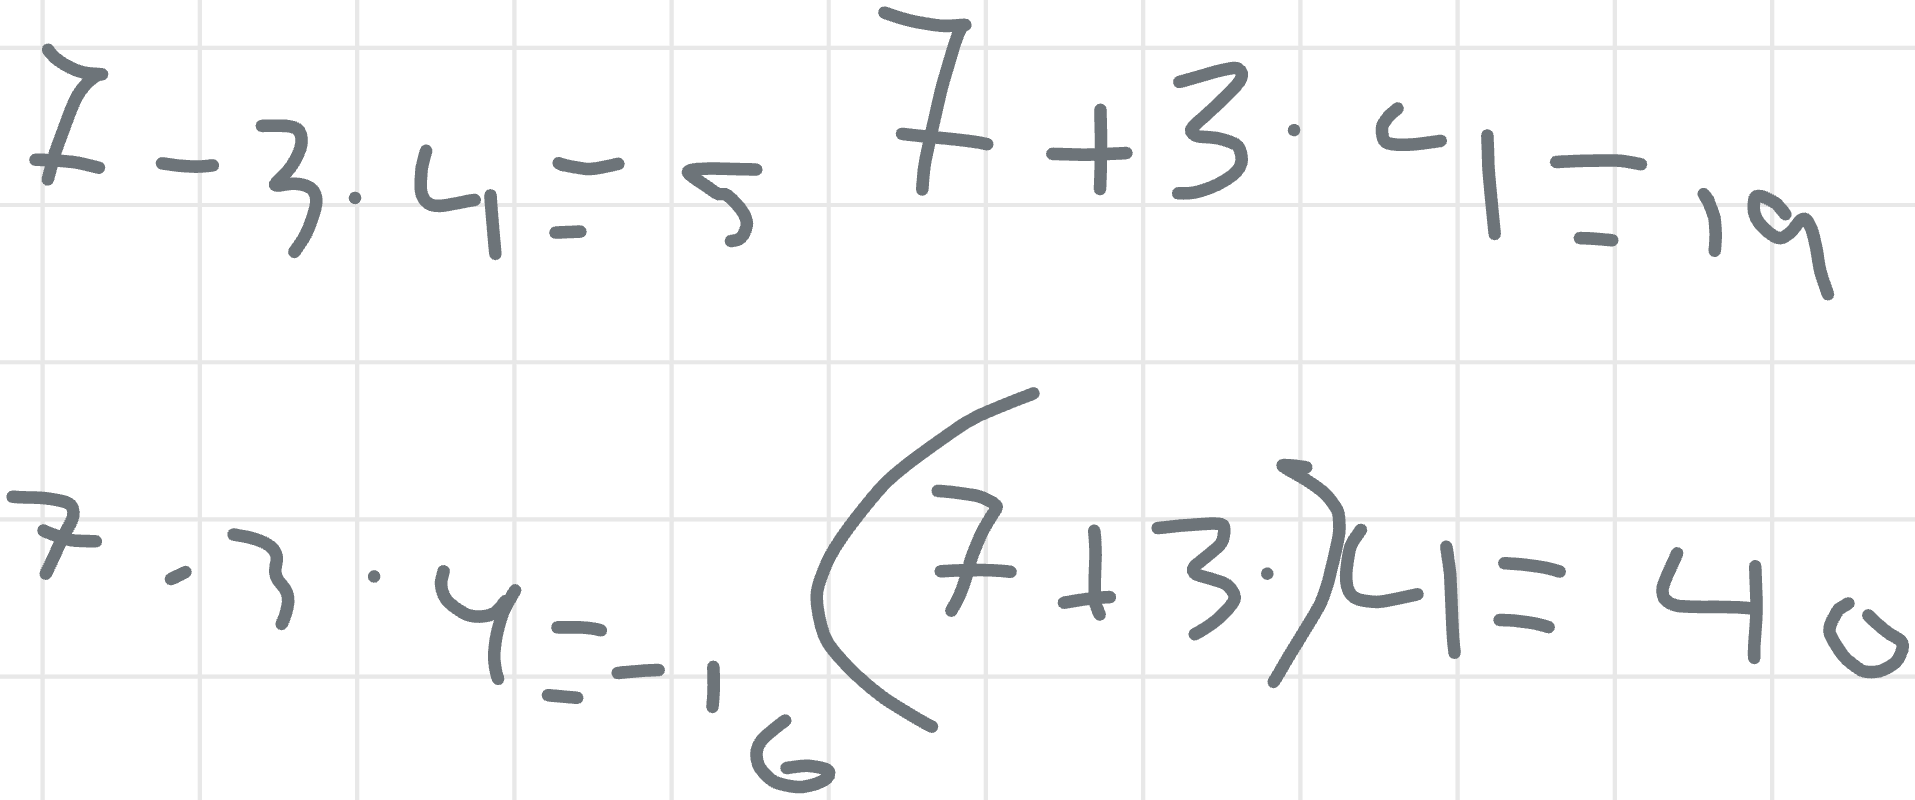 7 - 3 · 4 = 5 7 + 3 · 4 = 19
7 - 3 · 4 = -16 (7 + 3 ·) 4 = 40